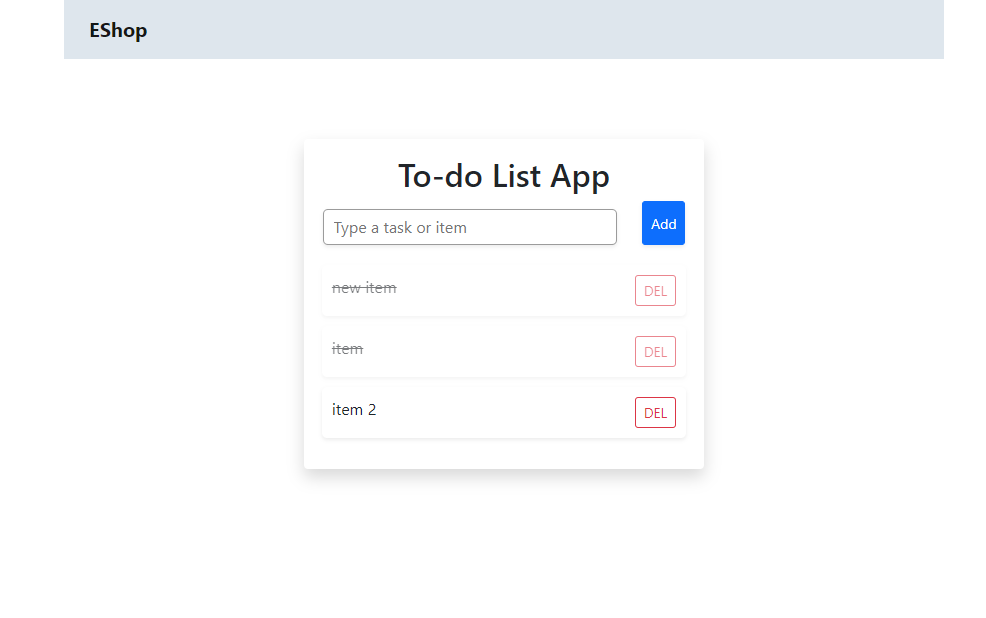 EShop
To-do List App
Type a task or item Add
new item DEL
item DEL
item 2 DEL